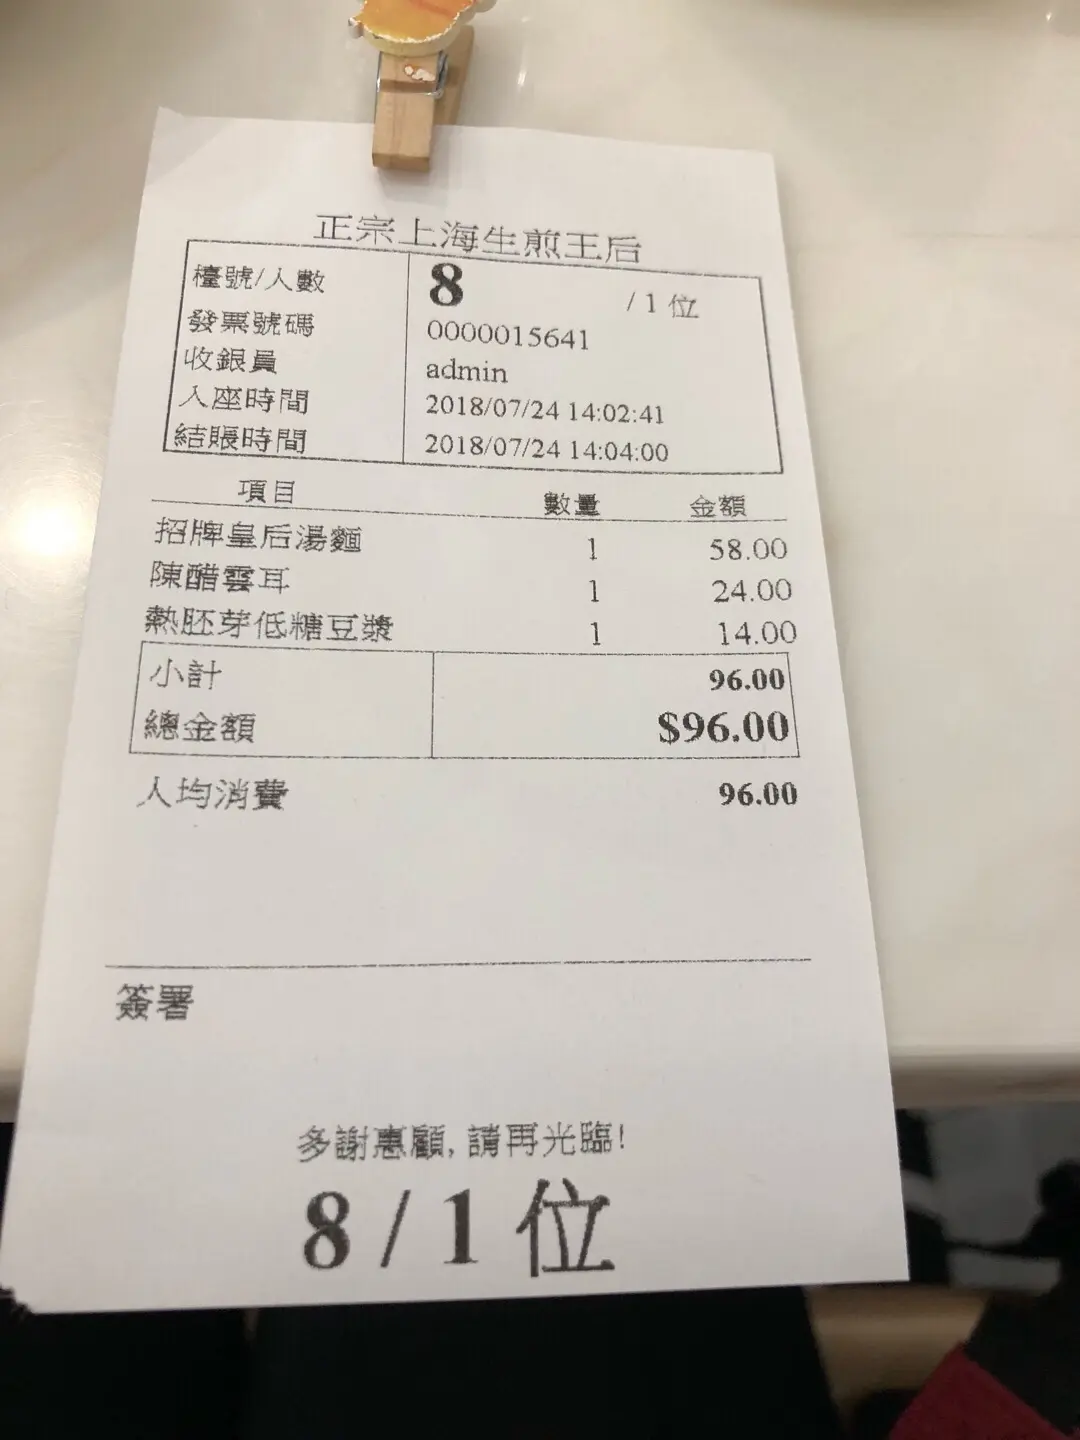 正宗上海生煎王后
檯號/人數 8 / 1 位
發票號碼 0000015641
收銀員 admin
入座時間 2018/07/24 14:02:41
結賬時間 2018/07/24 14:04:00
項目 數量 金額
招牌皇后湯麵 1 58.00
陳醋雲耳 1 24.00
熱胚芽低糖豆漿 1 14.00
小計 96.00
總金額 $96.00
人均消費 96.00
簽署
多謝惠顧, 請再光臨!
8 / 1 位